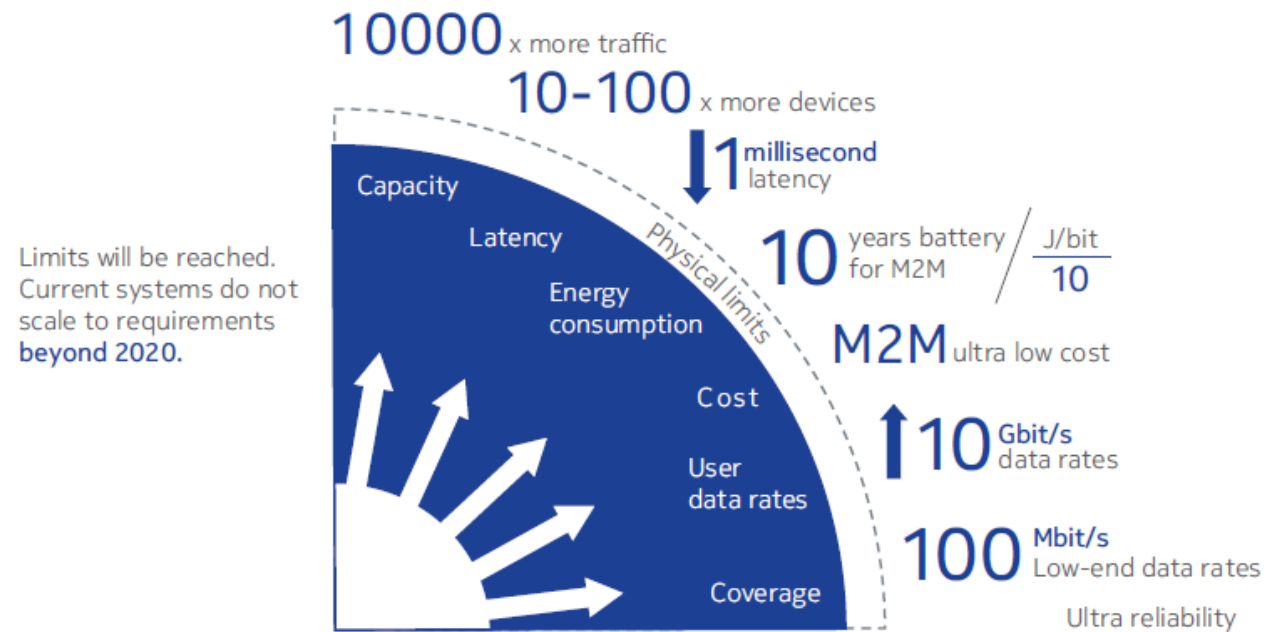 10000 x more traffic
10-100 x more devices
1 millisecond
latency
Capacity
Latency
Physical limits
10 years battery
for M2M
J/bit
10
Limits will be reached.
Current systems do not
scale to requirements
beyond 2020.
Energy
consumption
M2M ultra low cost
Cost
10 Gbit/s
data rates
User
data rates
100 Mbit/s
Low-end data rates
Coverage
Ultra reliability